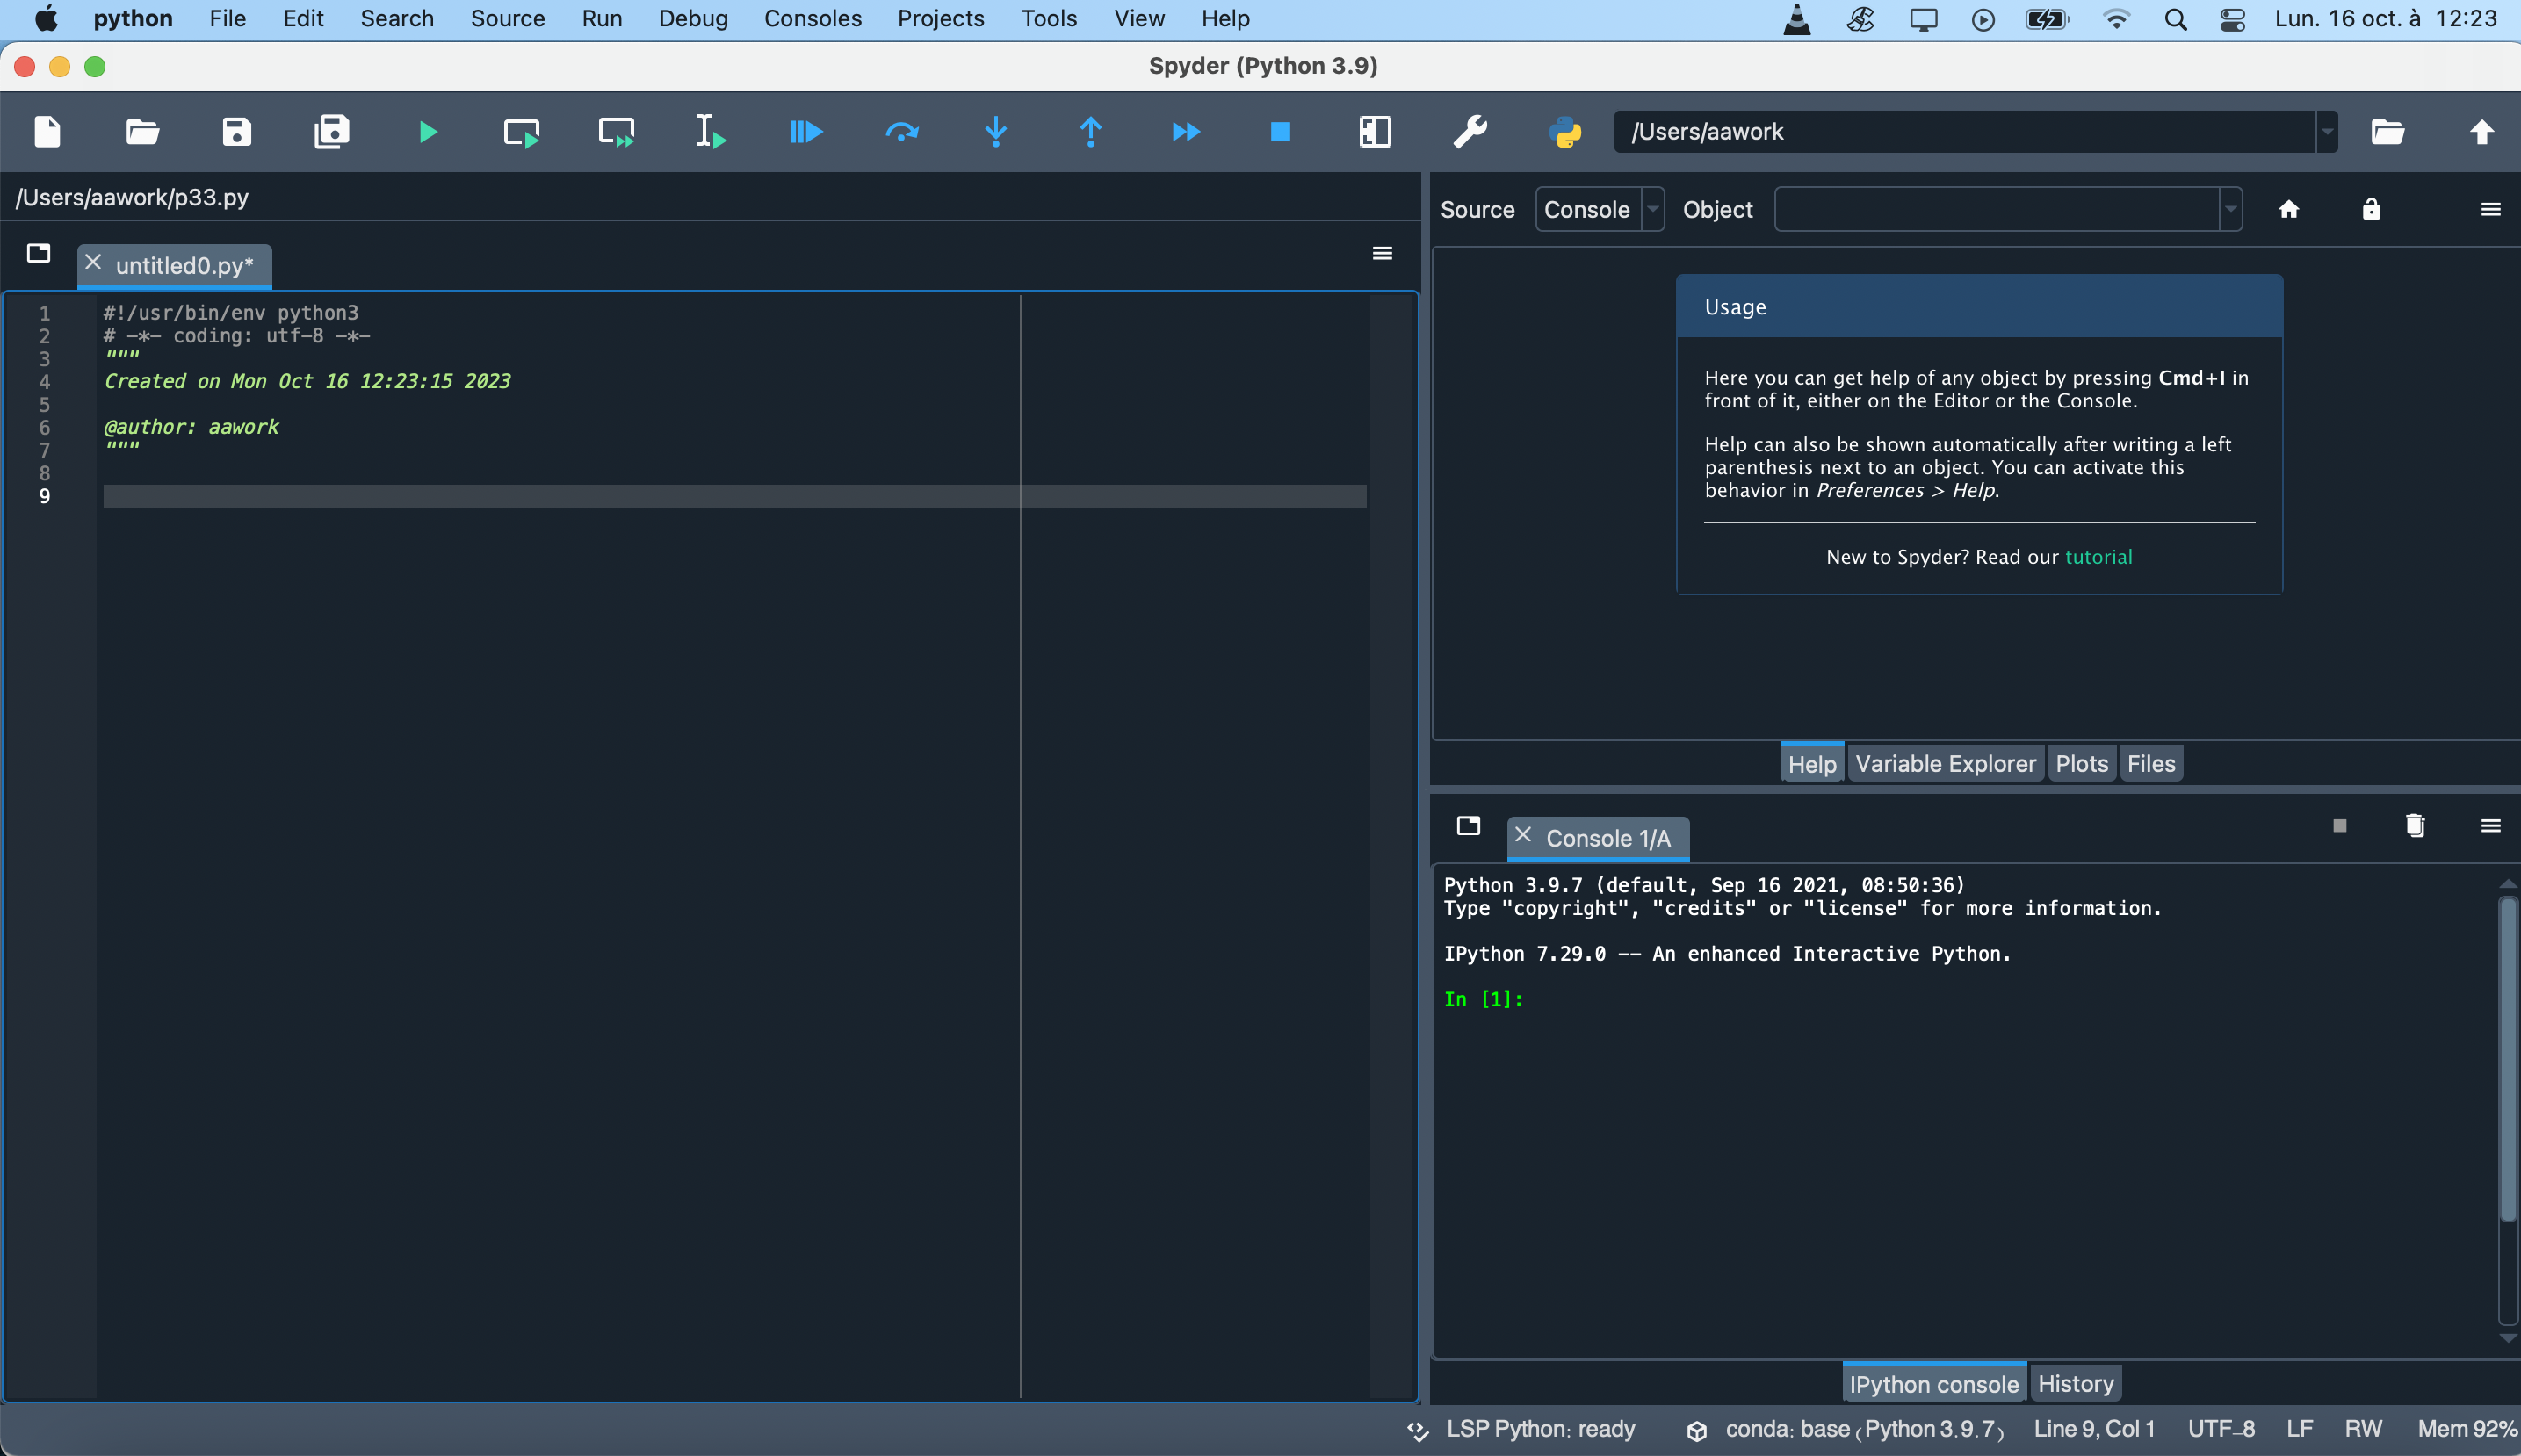 python File Edit Search Source Run Debug Consoles Projects Tools View Help Lun. 16 oct. à 12:23
Spyder (Python 3.9)
/Users/aawork
/Users/aawork/p33.py
untitled0.py*
1 #!/usr/bin/env python3
2 # -*- coding: utf-8 -*-
3 """
4 Created on Mon Oct 16 12:23:15 2023
5
6 @author: aawork
7 """
8
9
Source Console Object
Usage
Here you can get help of any object by pressing Cmd+I in
front of it, either on the Editor or the Console.
Help can also be shown automatically after writing a left
parenthesis next to an object. You can activate this
behavior in Preferences > Help.
New to Spyder? Read our tutorial
Help Variable Explorer Plots Files
Console 1/A
Python 3.9.7 (default, Sep 16 2021, 08:50:36)
Type "copyright", "credits" or "license" for more information.
IPython 7.29.0 -- An enhanced Interactive Python.
In [1]:
IPython console History
LSP Python: ready conda: base (Python 3.9.7) Line 9, Col 1 UTF-8 LF RW Mem 92%